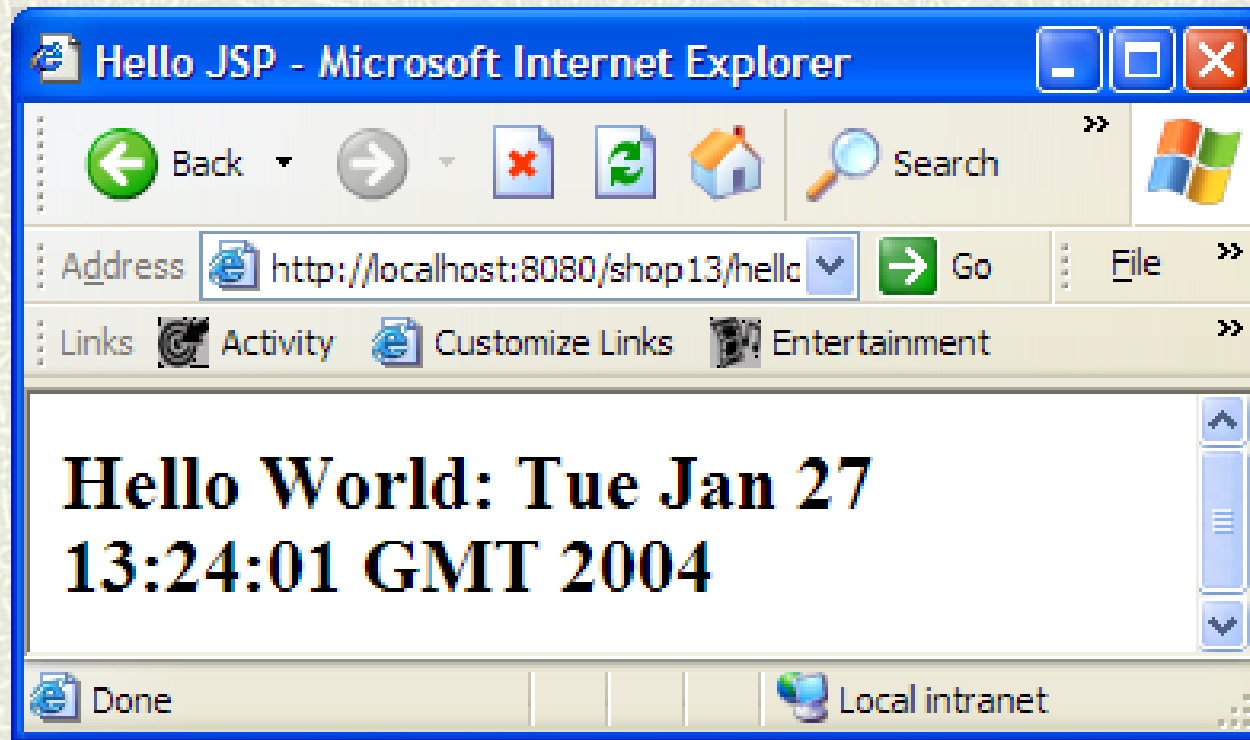 Hello JSP - Microsoft Internet Explorer
Back Search »
Address http://localhost:8080/shop13/hello Go File »
Links Activity Customize Links Entertainment »
Hello World: Tue Jan 27
13:24:01 GMT 2004
Done Local intranet